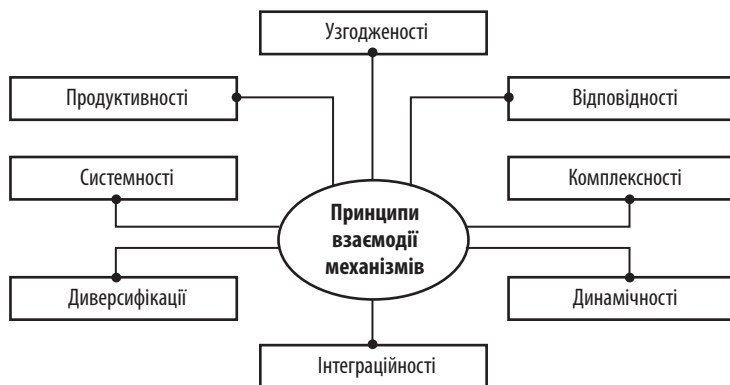 Узгодженості
Продуктивності
Відповідності
Системності
Комплексності
Принципи
взаємодії
механізмів
Диверсифікації
Динамічності
Інтеграційності